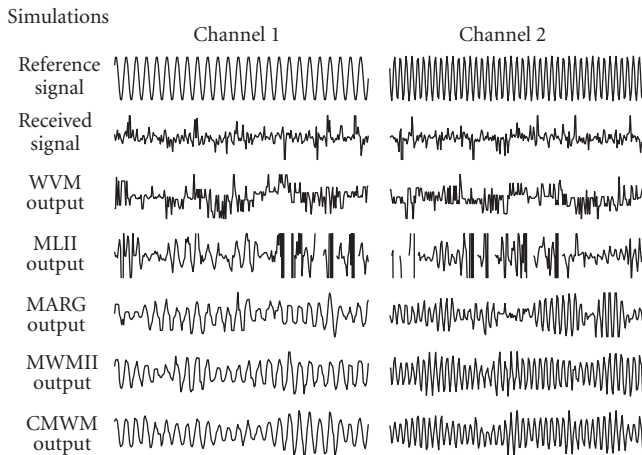 Simulations
Channel 1
Channel 2
Reference
signal
Received
signal
WVM
output
MLII
output
MARG
output
MWMII
output
CMWM
output